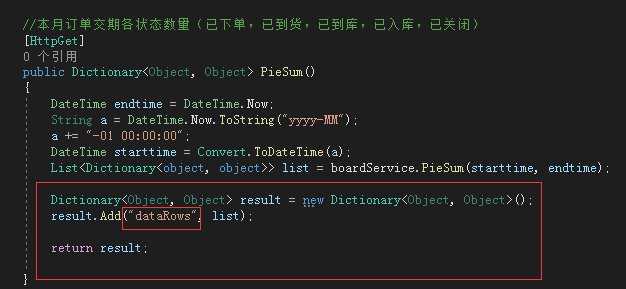 //本月订单交期各状态数量（已下单，已到货，已到库，已入库，已关闭）
[HttpGet]
0 个引用
public Dictionary<Object, Object> PieSum()
{
DateTime endtime = DateTime.Now;
String a = DateTime.Now.ToString("yyyy-MM");
a += "-01 00:00:00";
DateTime starttime = Convert.ToDateTime(a);
List<Dictionary<object, object>> list = boardService.PieSum(starttime, endtime);
Dictionary<Object, Object> result = new Dictionary<Object, Object>();
result.Add("dataRows", list);
return result;
}